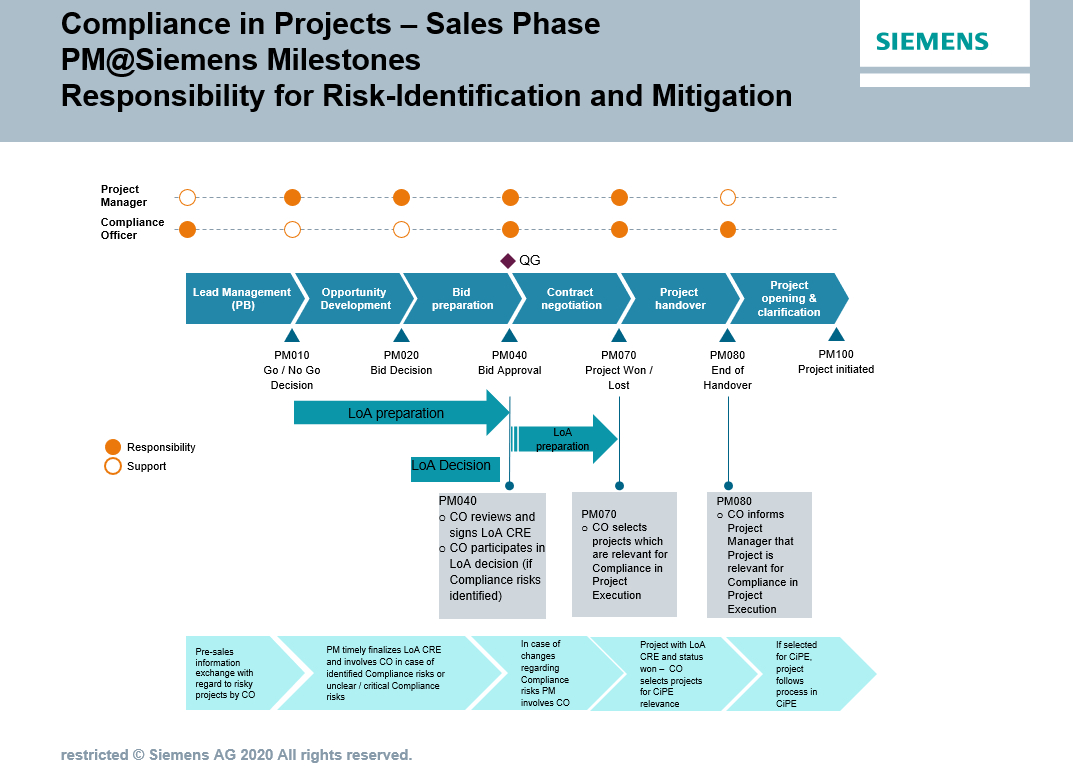 Compliance in Projects – Sales Phase
PM@Siemens Milestones
Responsibility for Risk-Identification and Mitigation
SIEMENS
Project
Manager
Compliance
Officer
QG
Lead Management
(PB)
Opportunity
Development
Bid
preparation
Contract
negotiation
Project
handover
Project
opening &
clarification
PM010
Go / No Go
Decision
PM020
Bid Decision
PM040
Bid Approval
PM070
Project Won /
Lost
PM080
End of
Handover
PM100
Project initiated
LoA preparation
LoA
preparation
LoA Decision
Responsibility
Support
PM040
o CO reviews and
signs LoA CRE
o CO participates in
LoA decision (if
Compliance risks
identified)
PM070
o CO selects
projects which
are relevant for
Compliance in
Project
Execution
PM080
o CO informs
Project
Manager that
Project is
relevant for
Compliance in
Project
Execution
Pre-sales
information
exchange with
regard to risky
projects by CO
PM timely finalizes LoA CRE
and involves CO in case of
identified Compliance risks or
unclear / critical Compliance
risks
In case of
changes
regarding
Compliance
risks PM
involves CO
Project with LoA
CRE and status
won – CO
selects projects
for CiPE
relevance
If selected
for CiPE,
project
follows
process in
CiPE
restricted © Siemens AG 2020 All rights reserved.